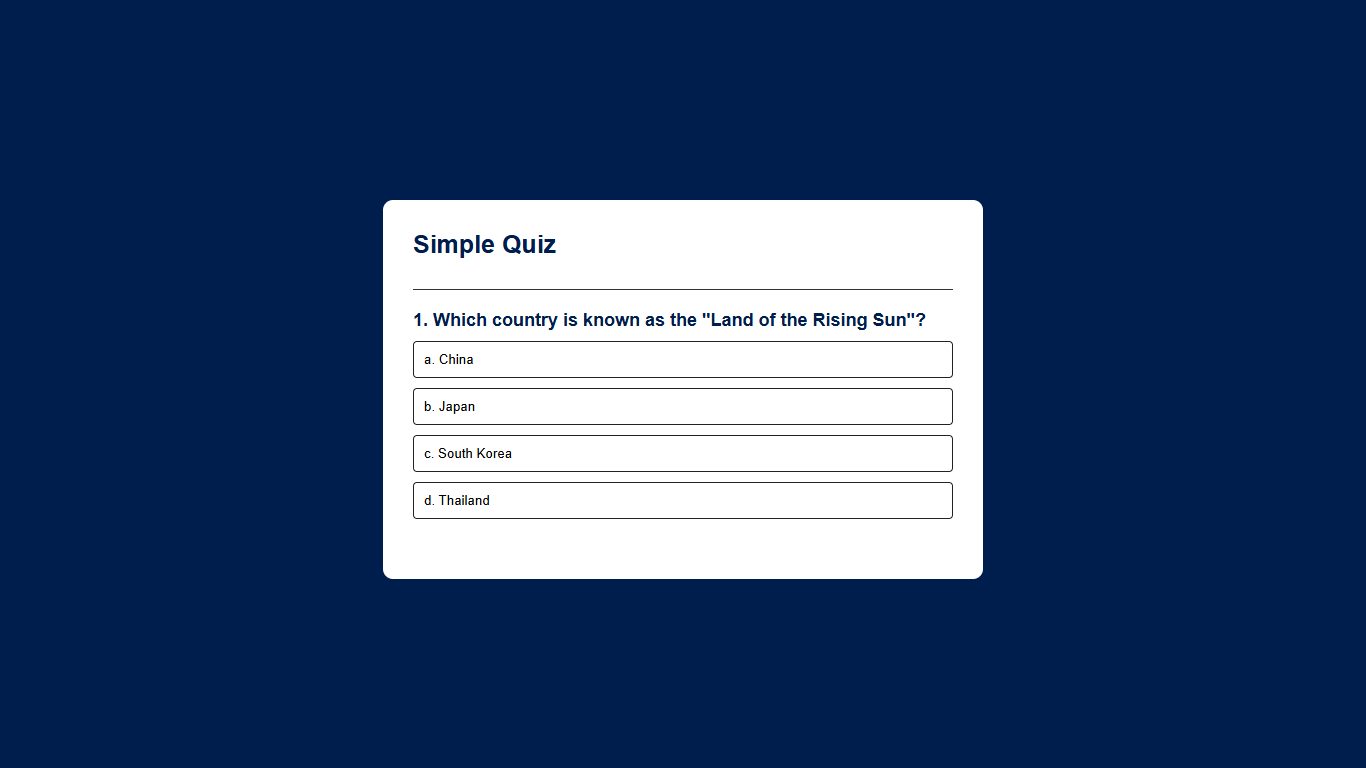 Simple Quiz
1. Which country is known as the "Land of the Rising Sun"?
a. China
b. Japan
c. South Korea
d. Thailand